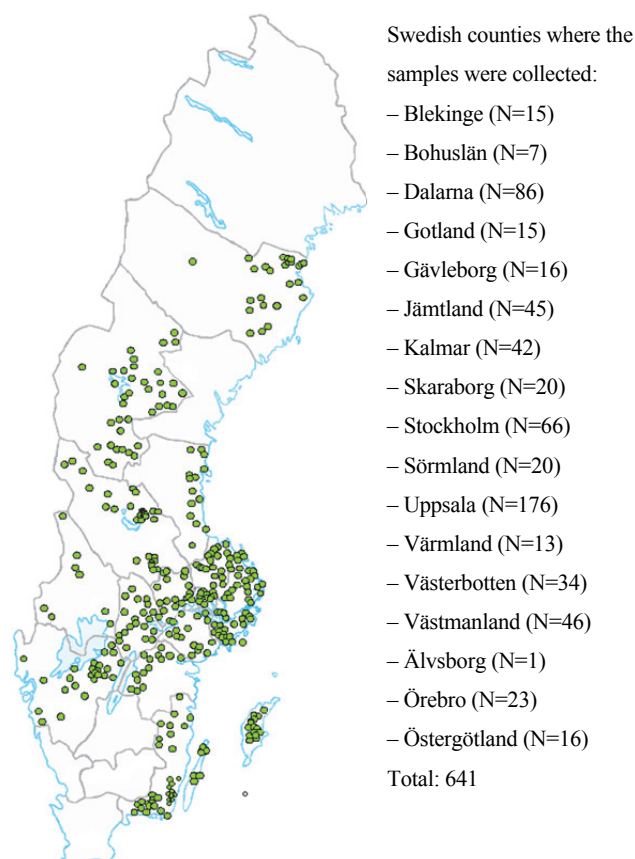 Swedish counties where the
samples were collected:
– Blekinge (N=15)
– Bohuslän (N=7)
– Dalarna (N=86)
– Gotland (N=15)
– Gävleborg (N=16)
– Jämtland (N=45)
– Kalmar (N=42)
– Skaraborg (N=20)
– Stockholm (N=66)
– Sörmland (N=20)
– Uppsala (N=176)
– Värmland (N=13)
– Västerbotten (N=34)
– Västmanland (N=46)
– Älvsborg (N=1)
– Örebro (N=23)
– Östergötland (N=16)
Total: 641